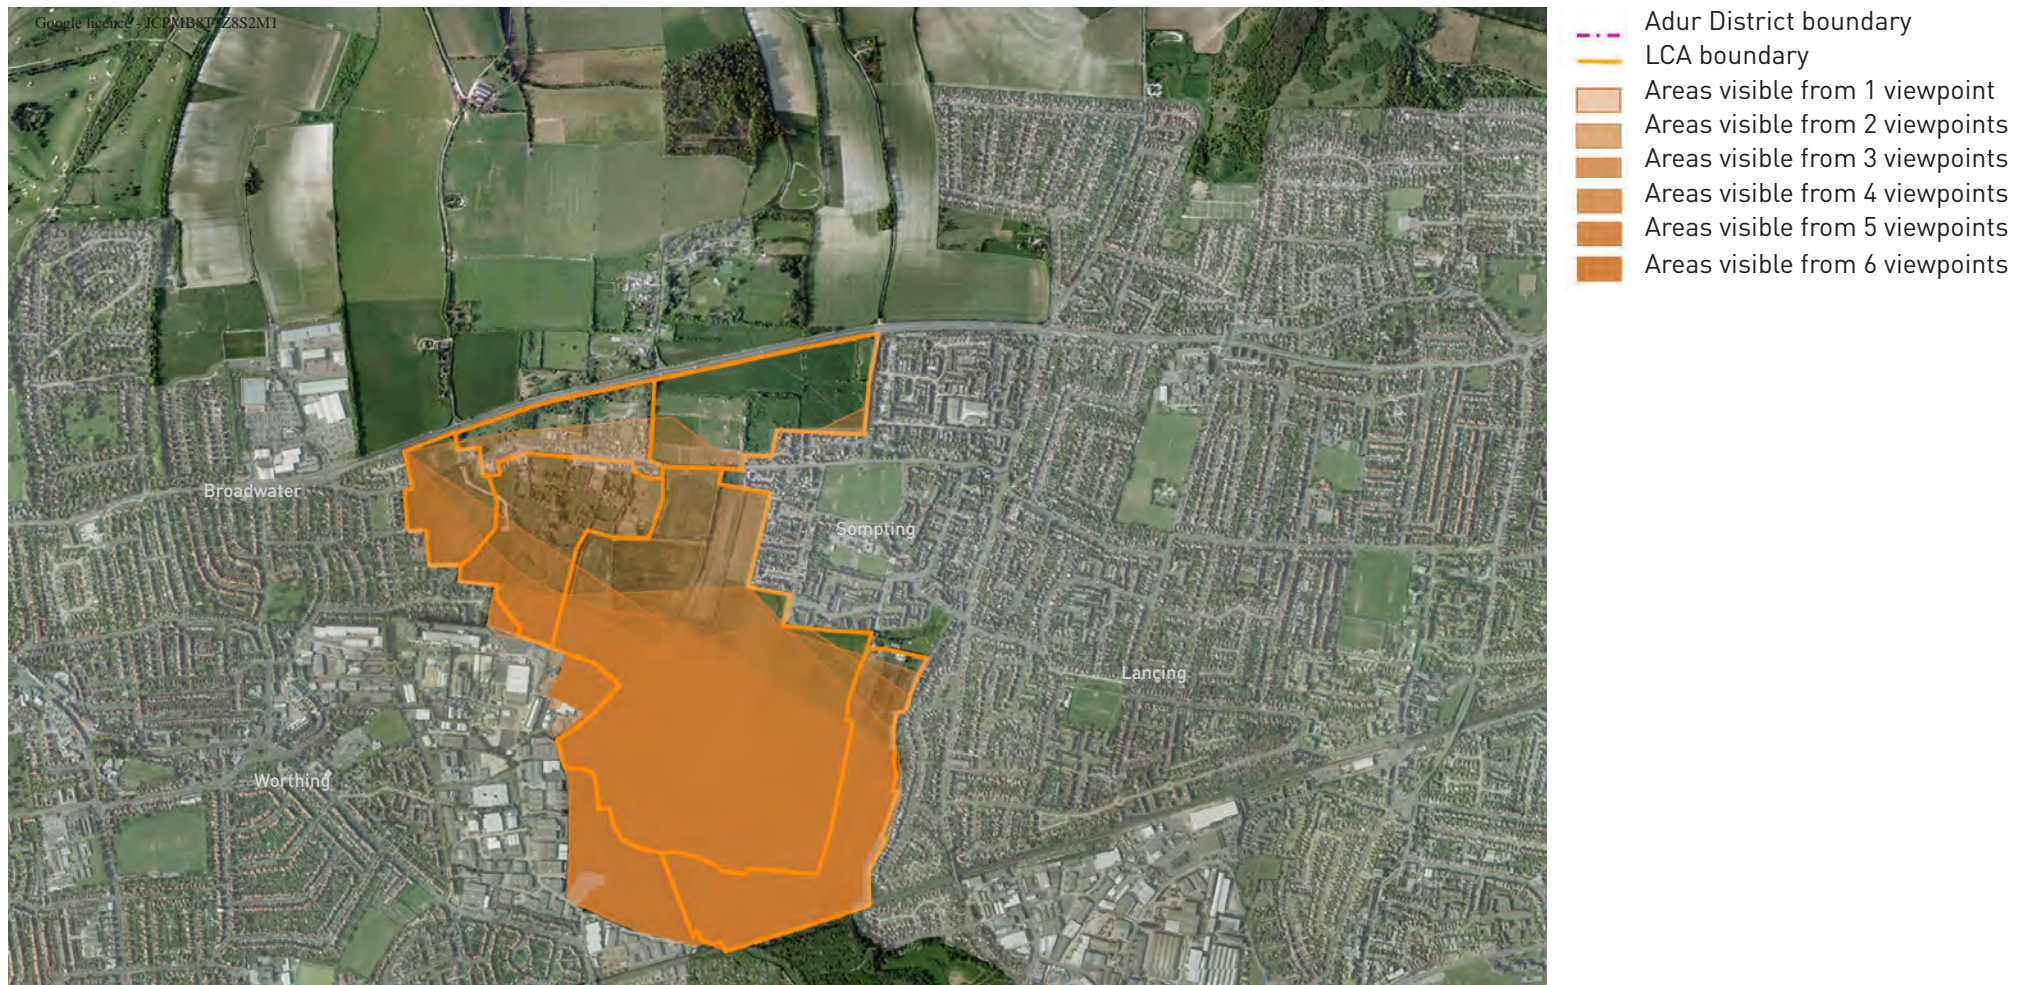 Google licence - JCPMB8T7Z8S2M1
Adur District boundary
LCA boundary
Areas visible from 1 viewpoint
Areas visible from 2 viewpoints
Areas visible from 3 viewpoints
Areas visible from 4 viewpoints
Areas visible from 5 viewpoints
Areas visible from 6 viewpoints
Broadwater
Sompting
Lancing
Worthing